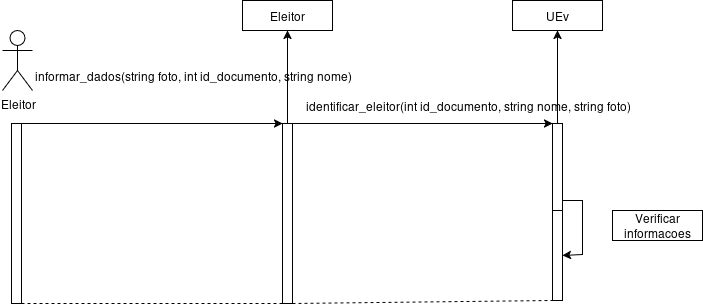 Eleitor
UEv
informar_dados(string foto, int id_documento, string nome)
Eleitor
identificar_eleitor(int id_documento, string nome, string foto)
Verificar
informacoes